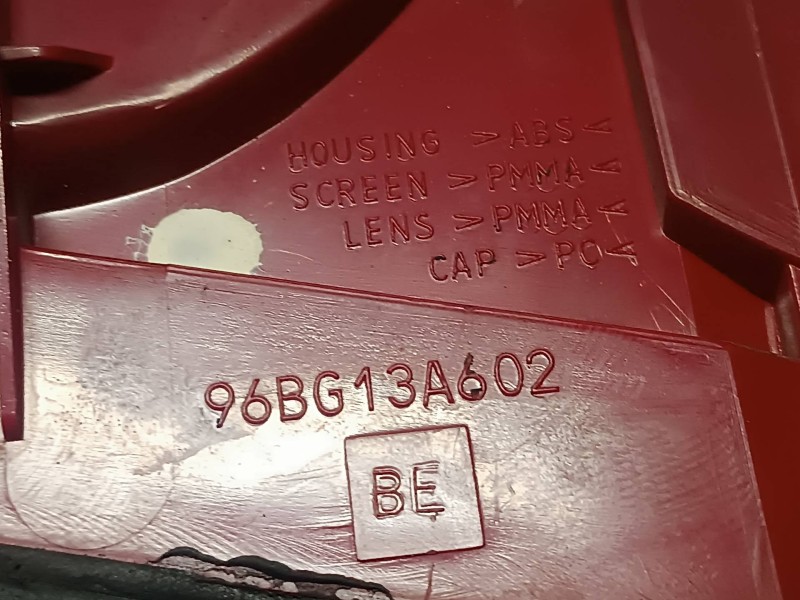 HOUSING >ABS<
SCREEN >PMMA<
LENS >PMMA<
CAP >PO<
96BG13A602
BE